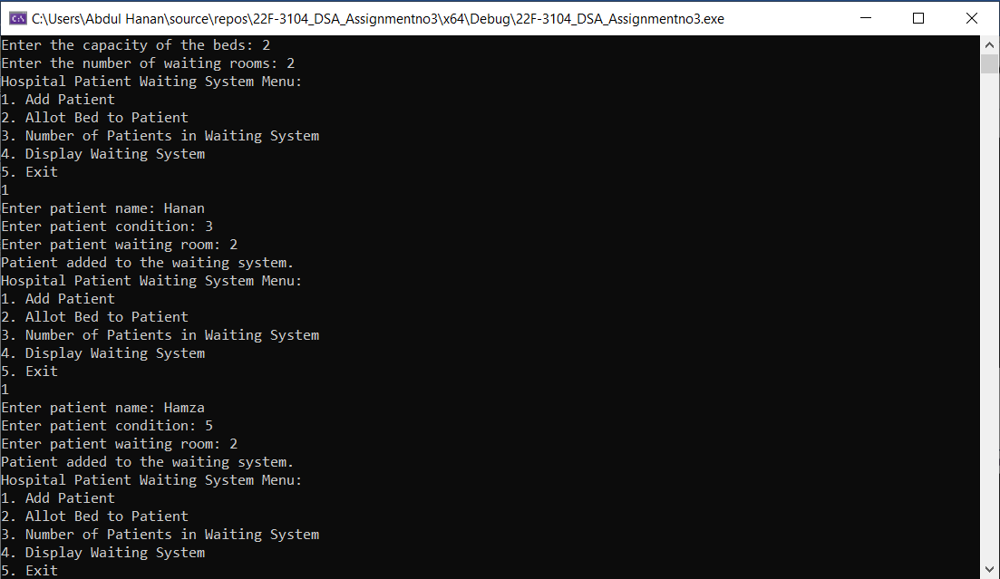 C:\Users\Abdul Hanan\source\repos\22F-3104_DSA_Assignmentno3\x64\Debug\22F-3104_DSA_Assignmentno3.exe
Enter the capacity of the beds: 2
Enter the number of waiting rooms: 2
Hospital Patient Waiting System Menu:
1. Add Patient
2. Allot Bed to Patient
3. Number of Patients in Waiting System
4. Display Waiting System
5. Exit
1
Enter patient name: Hanan
Enter patient condition: 3
Enter patient waiting room: 2
Patient added to the waiting system.
Hospital Patient Waiting System Menu:
1. Add Patient
2. Allot Bed to Patient
3. Number of Patients in Waiting System
4. Display Waiting System
5. Exit
1
Enter patient name: Hamza
Enter patient condition: 5
Enter patient waiting room: 2
Patient added to the waiting system.
Hospital Patient Waiting System Menu:
1. Add Patient
2. Allot Bed to Patient
3. Number of Patients in Waiting System
4. Display Waiting System
5. Exit